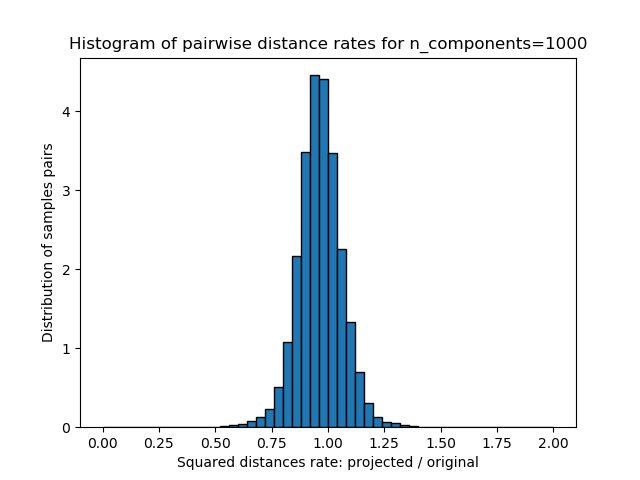 Histogram of pairwise distance rates for n_components=1000
Distribution of samples pairs
4
3
2
1
0
0.00 0.25 0.50 0.75 1.00 1.25 1.50 1.75 2.00
Squared distances rate: projected / original